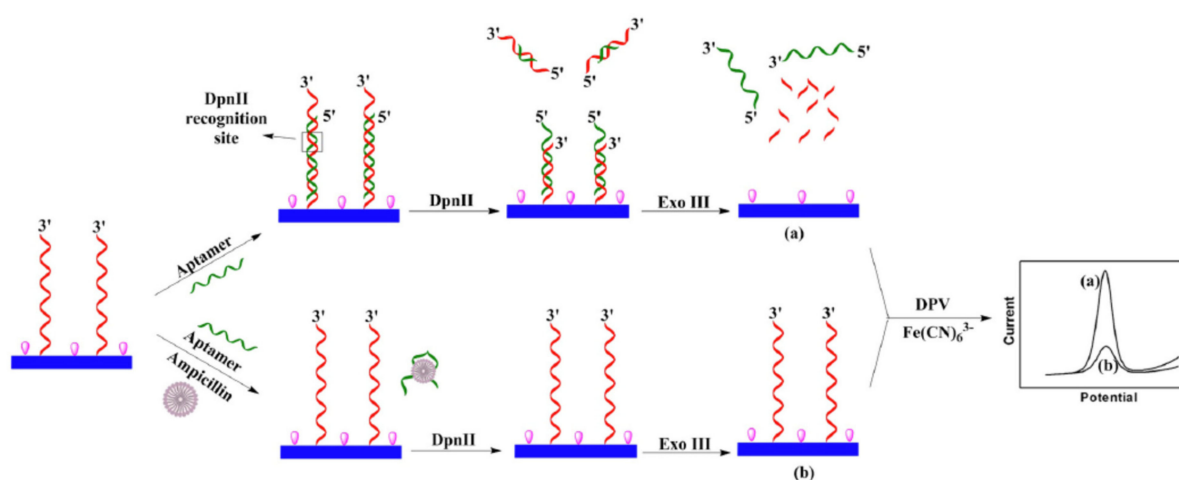 3'
5'
3'
5'
3'
5'
3'
5'
3'
3'
5'
DpnII
recognition
site
3'
5'
3'
5'
5'
3'
5'
3'
DpnII
Exo III
(a)
3'
3'
Aptamer
Aptamer
Ampicillin
3'
3'
DpnII
3'
3'
Exo III
3'
3'
(b)
DPV
Fe(CN)₆³⁻
Current
(a)
(b)
Potential